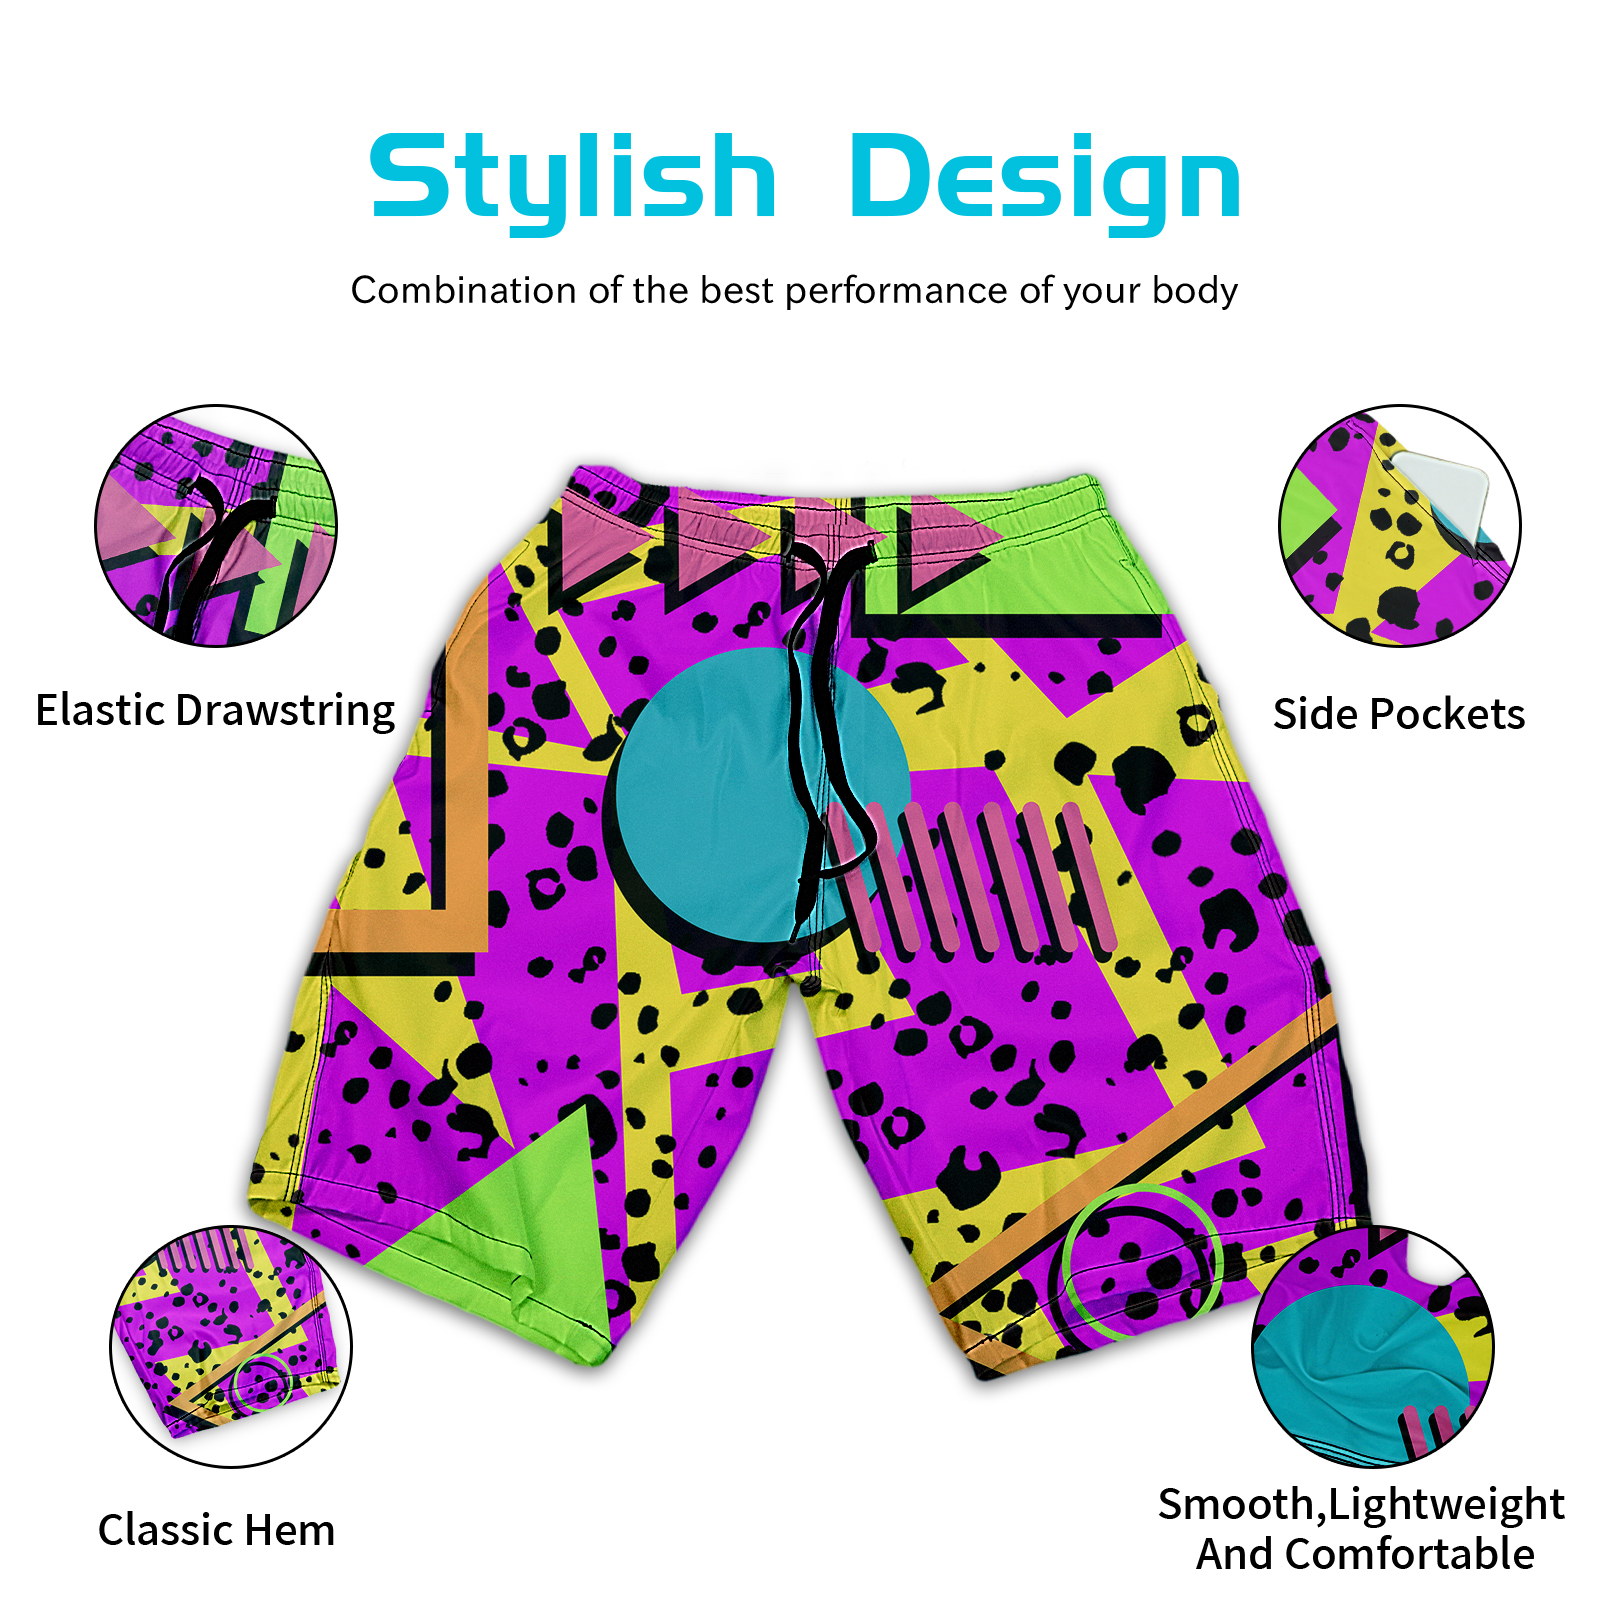 Stylish Design
Combination of the best performance of your body
Elastic Drawstring
Side Pockets
Classic Hem
Smooth,Lightweight
And Comfortable